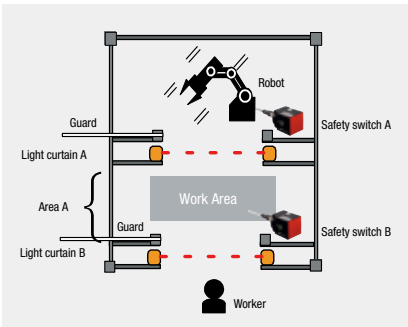 Robot
Guard
Safety switch A
Light curtain A
Work Area
Area A
Guard
Safety switch B
Light curtain B
Worker